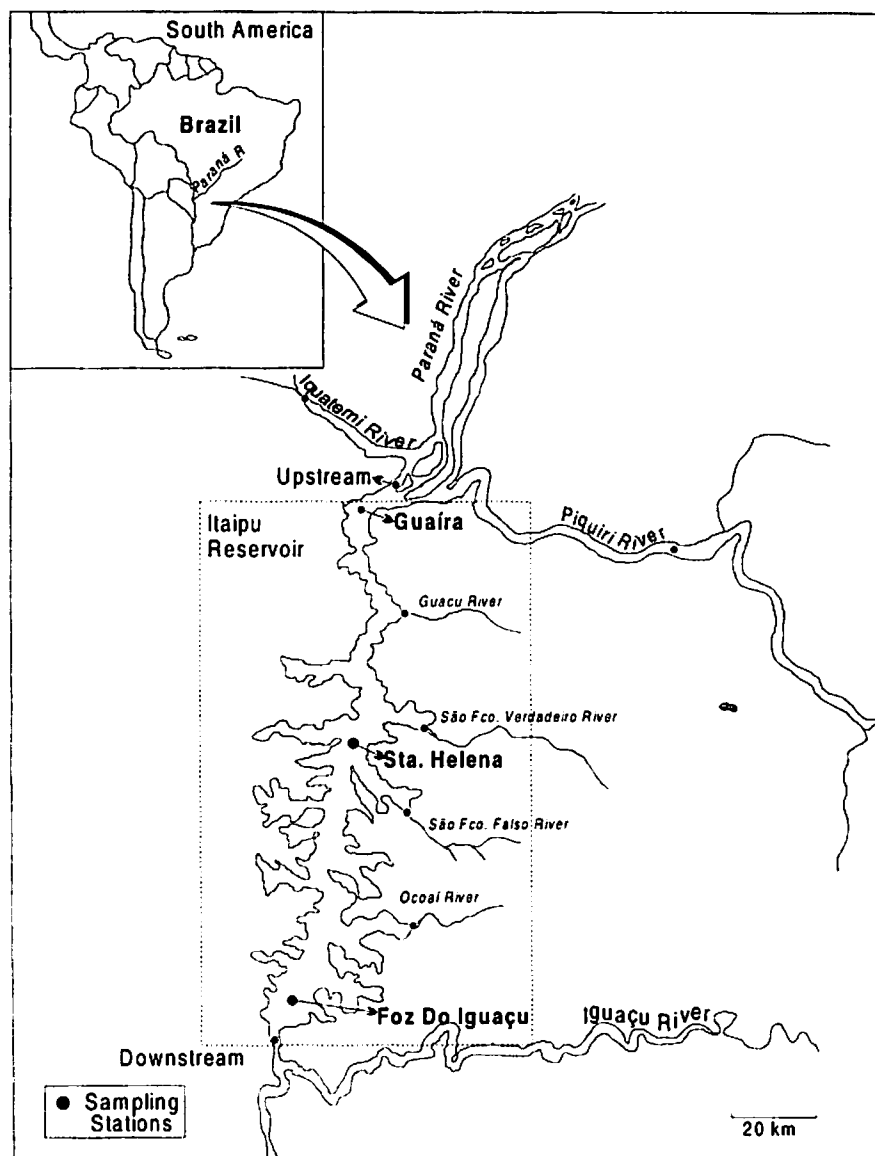 South America
Brazil
Paraná R
Paraná River
Iguatemi River
Upstream
Itaipu
Reservoir
Guaíra
Piquiri River
Guacu River
São Fco. Verdadeiro River
Sta. Helena
São Fco. Falso River
Ocoaí River
Foz Do Iguaçu
Iguaçu River
Downstream
Sampling
Stations
20 km